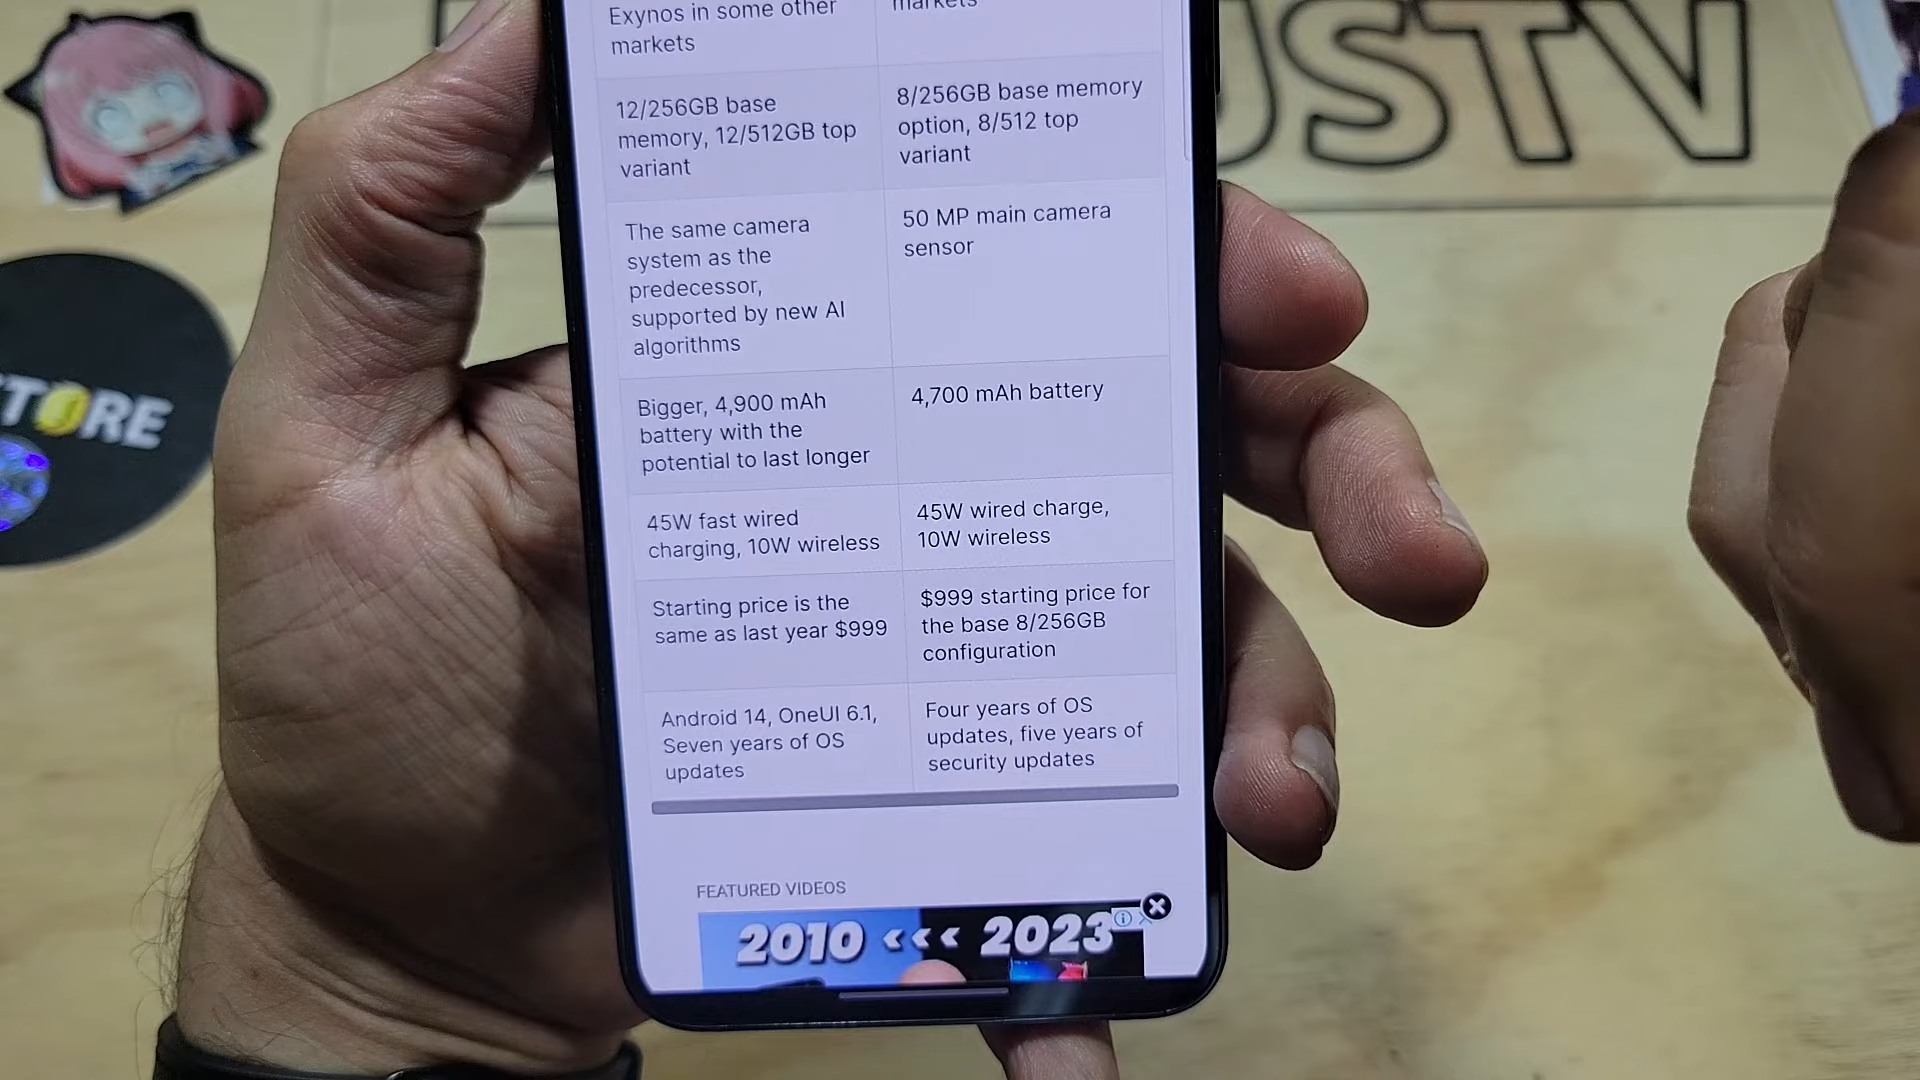 Exynos in some other
markets
markets
12/256GB base
memory, 12/512GB top
variant
8/256GB base memory
option, 8/512 top
variant
The same camera
system as the
predecessor,
supported by new AI
algorithms
50 MP main camera
sensor
Bigger, 4,900 mAh
battery with the
potential to last longer
4,700 mAh battery
45W fast wired
charging, 10W wireless
45W wired charge,
10W wireless
Starting price is the
same as last year $999
$999 starting price for
the base 8/256GB
configuration
Android 14, OneUI 6.1,
Seven years of OS
updates
Four years of OS
updates, five years of
security updates
FEATURED VIDEOS
2010 <<< 2023
USTV
TORE